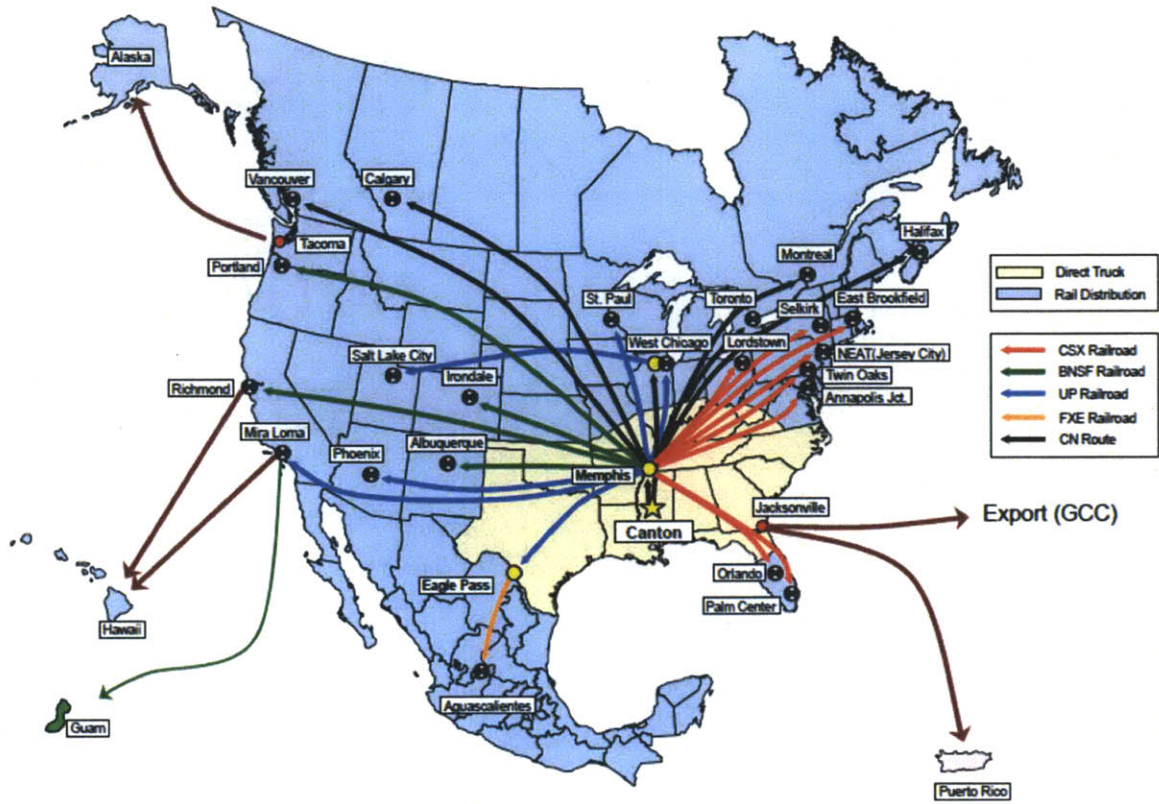 Alaska
Vancouver
Calgary
Tacoma
Portland
Halifax
Montreal
St. Paul
Toronto
East Brookfield
Selkirk
West Chicago
Lordstown
NEAT(Jersey City)
Salt Lake City
Irondale
Twin Oaks
Richmond
Annapolis Jct.
Mira Loma
Albuquerque
Phoenix
Memphis
Jacksonville
Canton
Export (GCC)
Eagle Pass
Orlando
Palm Center
Hawaii
Aguascalientes
Guam
Puerto Rico
Direct Truck
Rail Distribution
CSX Railroad
BNSF Railroad
UP Railroad
FXE Railroad
CN Route